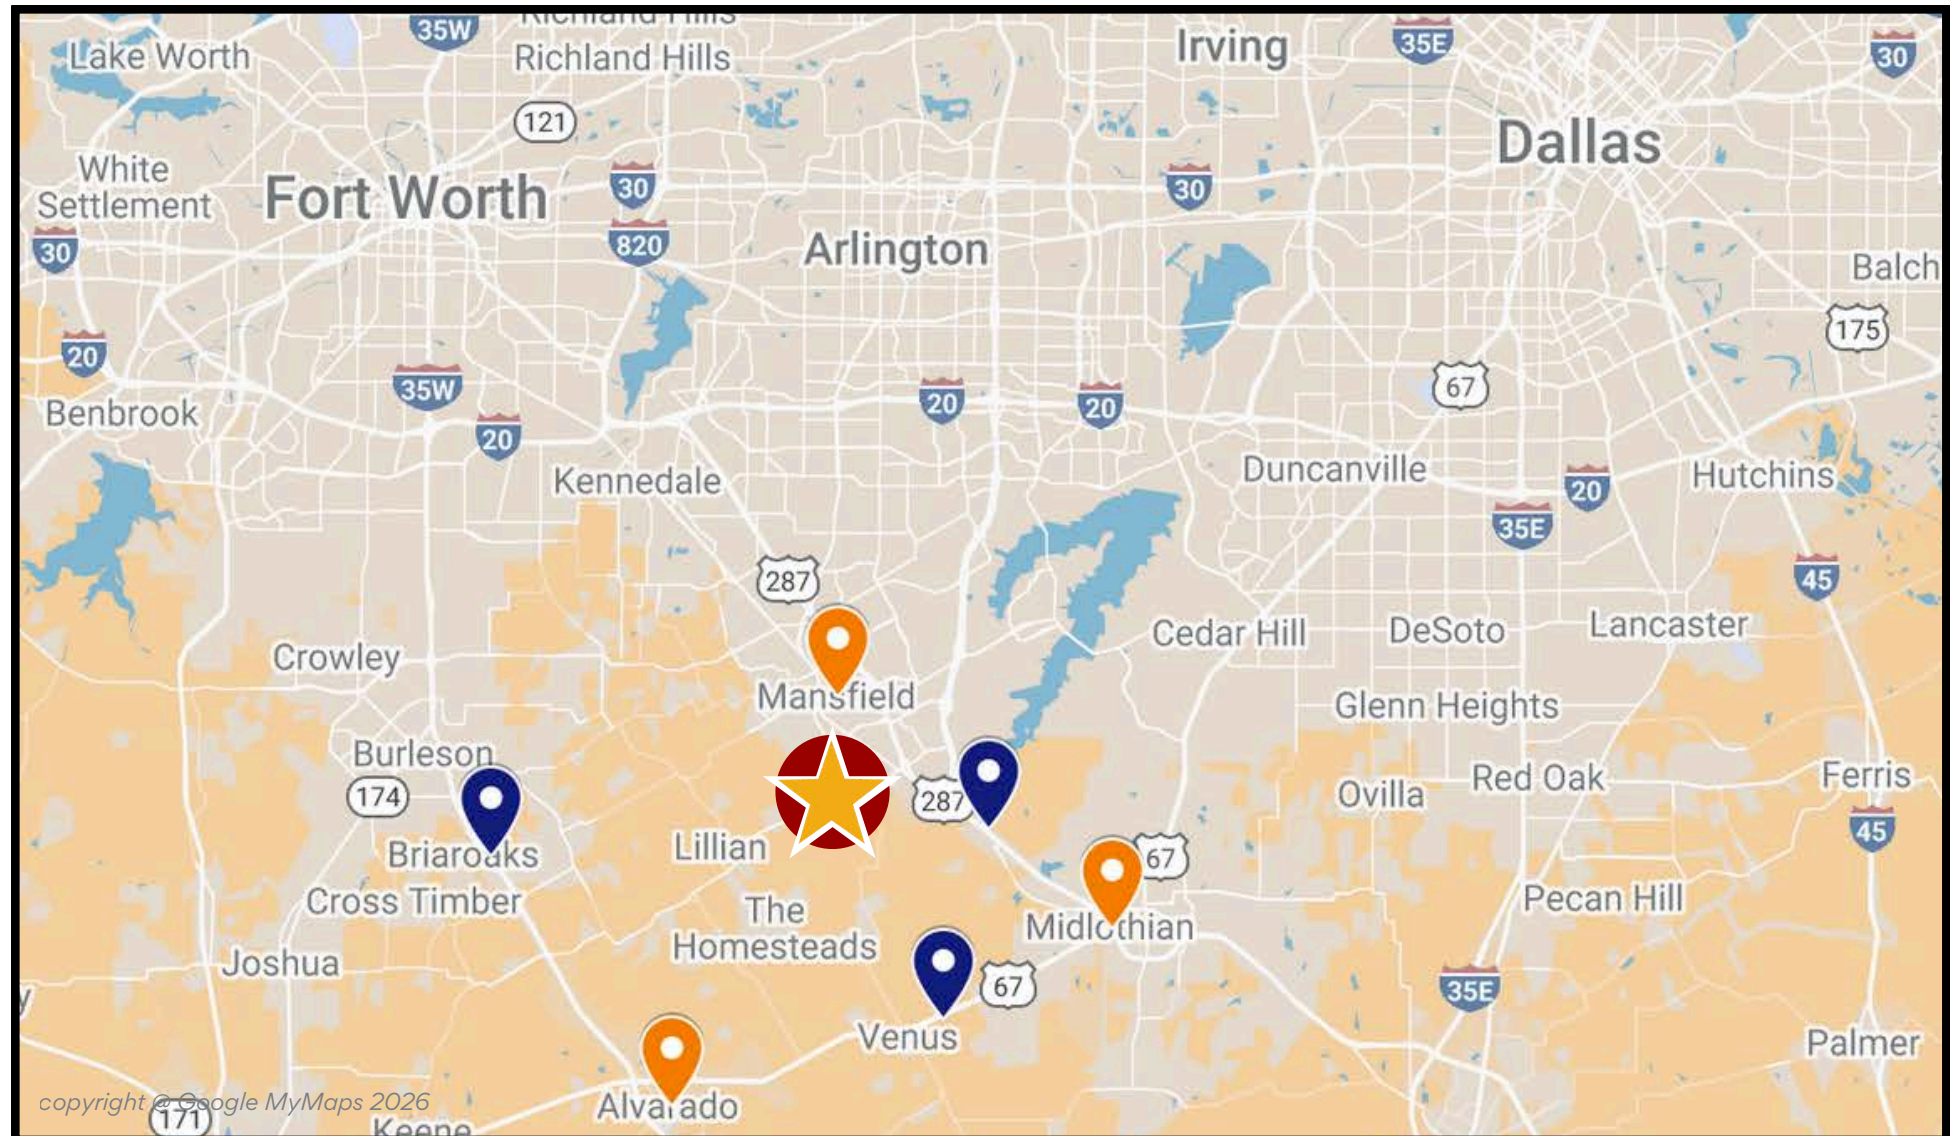 Richland Hills
35W
Lake Worth
Richland Hills
Irving
35E
30
121
Dallas
White
Settlement
Fort Worth
30
30
30
820
Arlington
Balch
175
20
35W
20
20
67
Benbrook
20
Kennedale
Duncanville
20
Hutchins
35E
287
45
Crowley
Mansfield
Cedar Hill
DeSoto
Lancaster
Glenn Heights
Burleson
174
287
Ovilla
Red Oak
Ferris
Briaroaks
Lillian
67
45
Cross Timber
The
Homesteads
Midlothian
Pecan Hill
Joshua
67
35E
y
Venus
Palmer
Alvarado
copyright @ Google MyMaps 2026
171
Keene